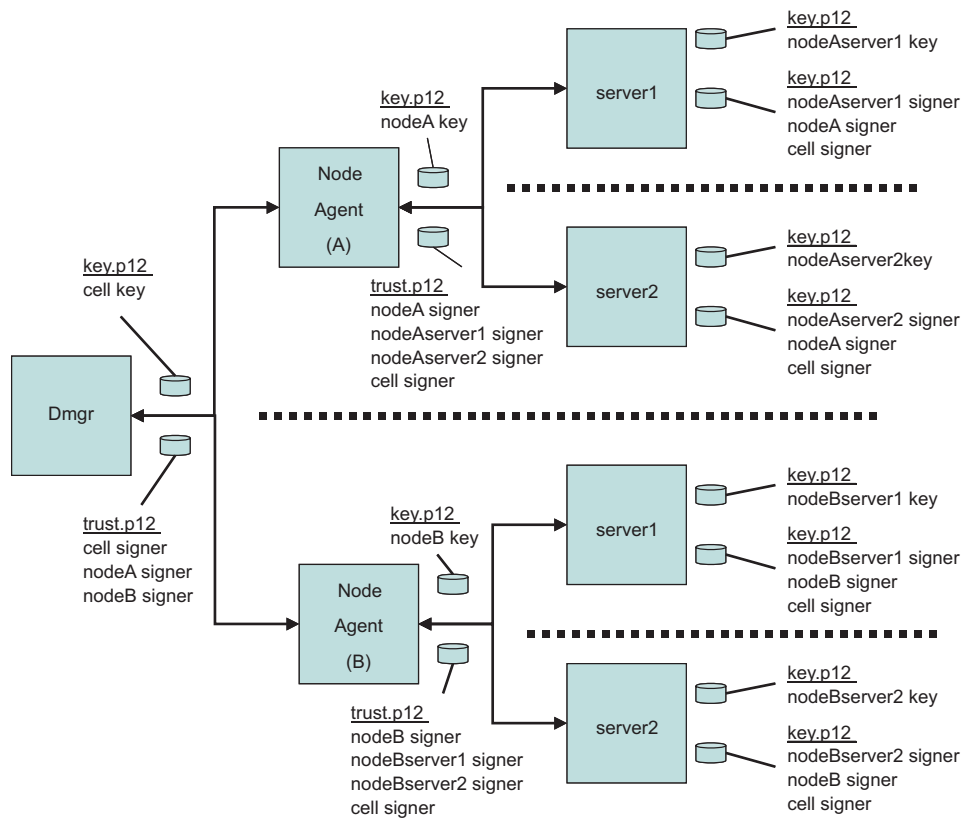 key.p12
nodeAserver1 key
server1
key.p12
nodeAserver1 signer
nodeA signer
cell signer
key.p12
nodeA key
Node
Agent
(A)
key.p12
nodeAserver2key
server2
key.p12
nodeAserver2 signer
nodeA signer
cell signer
trust.p12
nodeA signer
nodeAserver1 signer
nodeAserver2 signer
cell signer
key.p12
cell key
Dmgr
trust.p12
cell signer
nodeA signer
nodeB signer
key.p12
nodeBserver1 key
server1
key.p12
nodeBserver1 signer
nodeB signer
cell signer
key.p12
nodeB key
Node
Agent
(B)
trust.p12
nodeB signer
nodeBserver1 signer
nodeBserver2 signer
cell signer
key.p12
nodeBserver2 key
server2
key.p12
nodeBserver2 signer
nodeB signer
cell signer